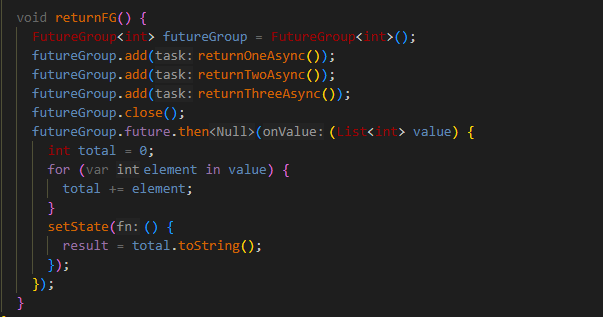 void returnFG() {
FutureGroup<int> futureGroup = FutureGroup<int>();
futureGroup.add(task: returnOneAsync());
futureGroup.add(task: returnTwoAsync());
futureGroup.add(task: returnThreeAsync());
futureGroup.close();
futureGroup.future.then<Null>(onValue: (List<int> value) {
int total = 0;
for (var int element in value) {
total += element;
}
setState(fn: () {
result = total.toString();
});
});
}